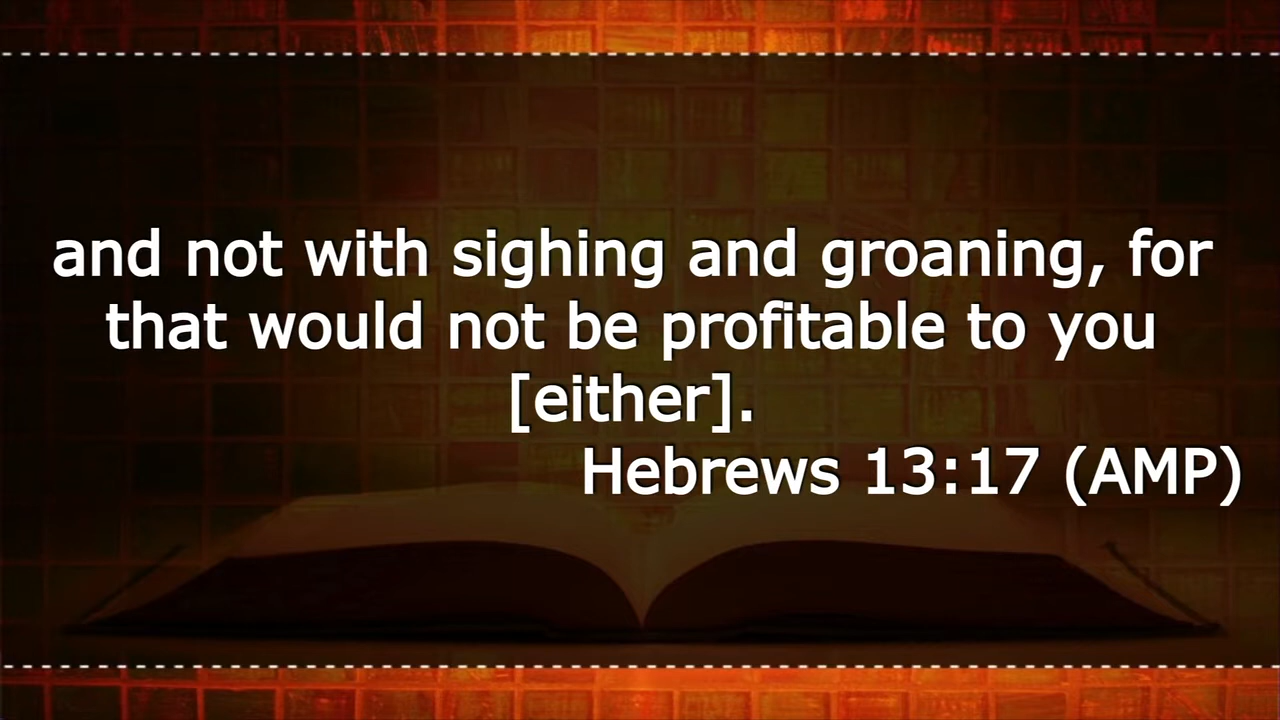 and not with sighing and groaning, for
that would not be profitable to you
[either].
Hebrews 13:17 (AMP)